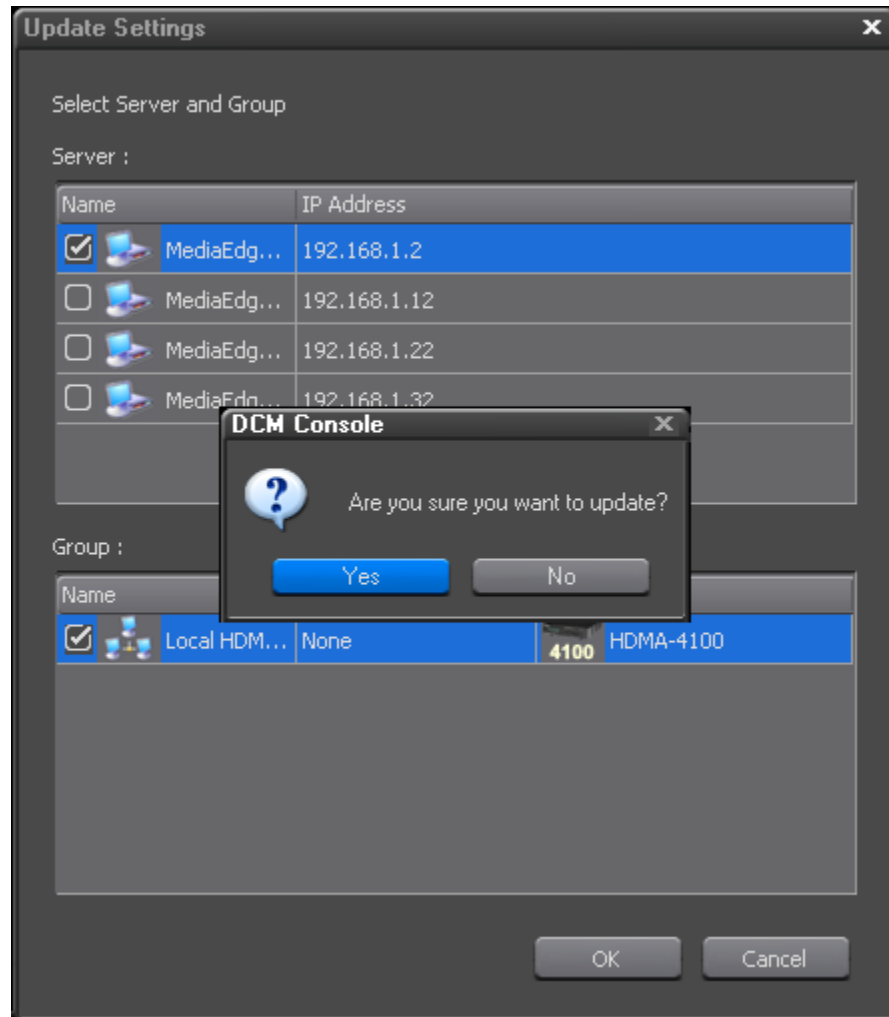 Update Settings
Select Server and Group
Server :
Name IP Address
MediaEdg... 192.168.1.2
MediaEdg... 192.168.1.12
MediaEdg... 192.168.1.22
MediaEdg... 192.168.1.32
DCM Console
Are you sure you want to update?
Yes No
Group :
Name
Local HDM... None 4100 HDMA-4100
OK Cancel